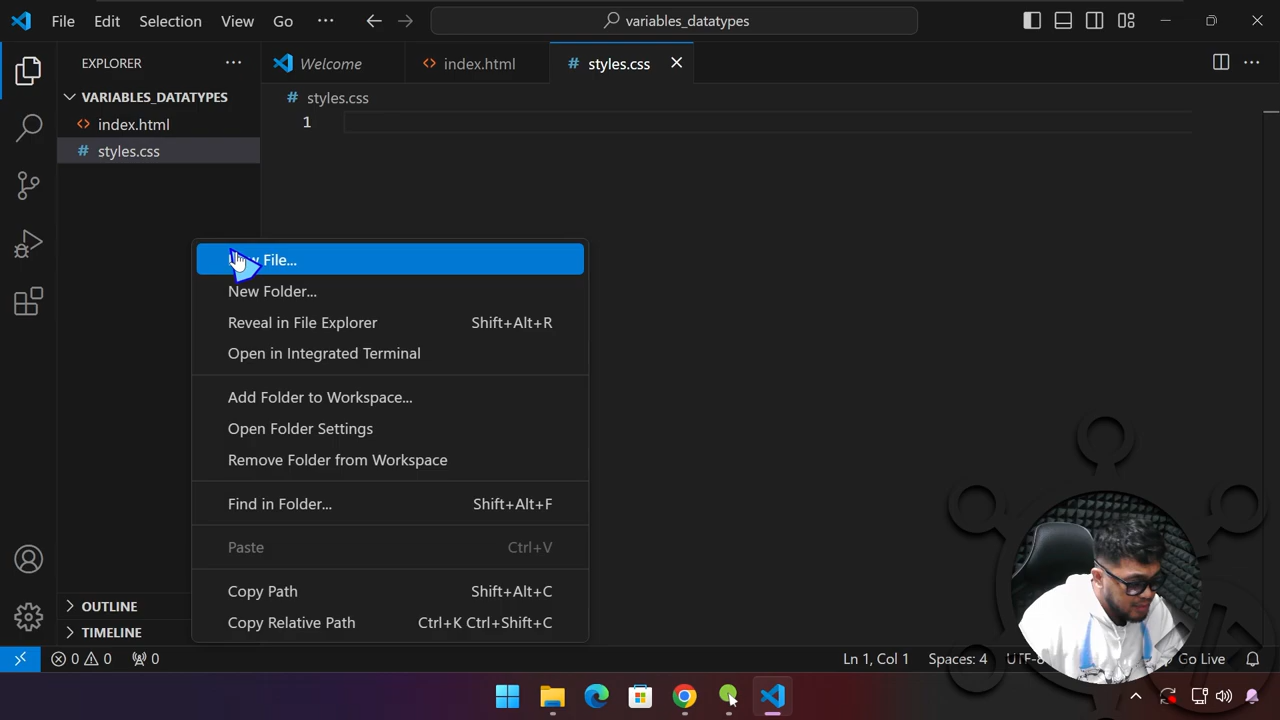 File Edit Selection View Go ··· variables_datatypes
EXPLORER ···
Welcome index.html styles.css
VARIABLES_DATATYPES
index.html
styles.css
styles.css
1
File...
New Folder...
Reveal in File Explorer Shift+Alt+R
Open in Integrated Terminal
Add Folder to Workspace...
Open Folder Settings
Remove Folder from Workspace
Find in Folder... Shift+Alt+F
Paste Ctrl+V
Copy Path Shift+Alt+C
Copy Relative Path Ctrl+K Ctrl+Shift+C
OUTLINE
TIMELINE
0 0 0 Ln 1, Col 1 Spaces: 4 Go Live